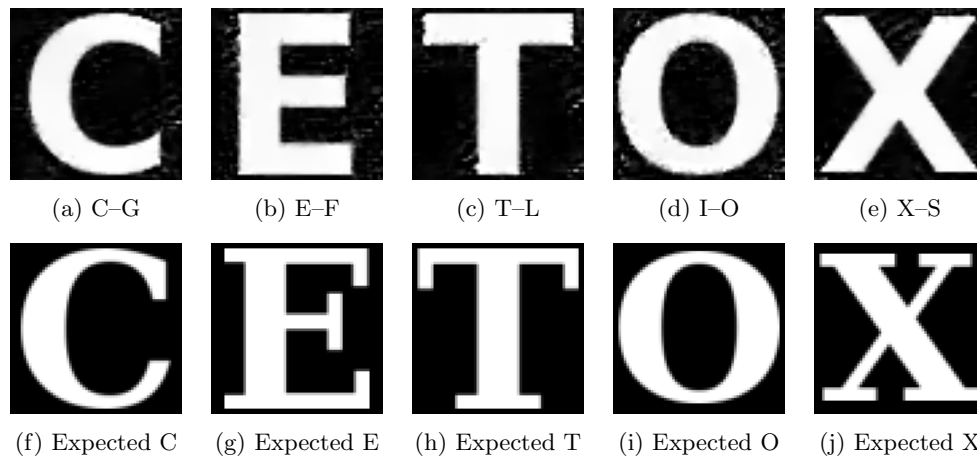 C E T O X
(a) C–G (b) E–F (c) T–L (d) I–O (e) X–S
C E T O X
(f) Expected C (g) Expected E (h) Expected T (i) Expected O (j) Expected X